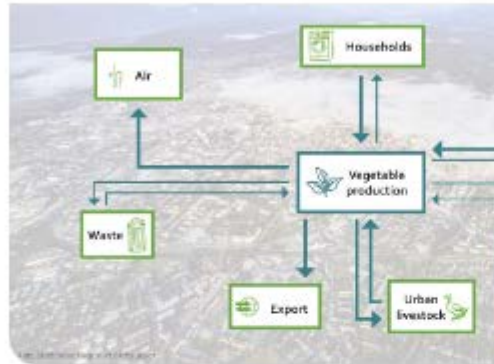 Households
Air
Vegetable
production
Waste
Export
Urban
livestock